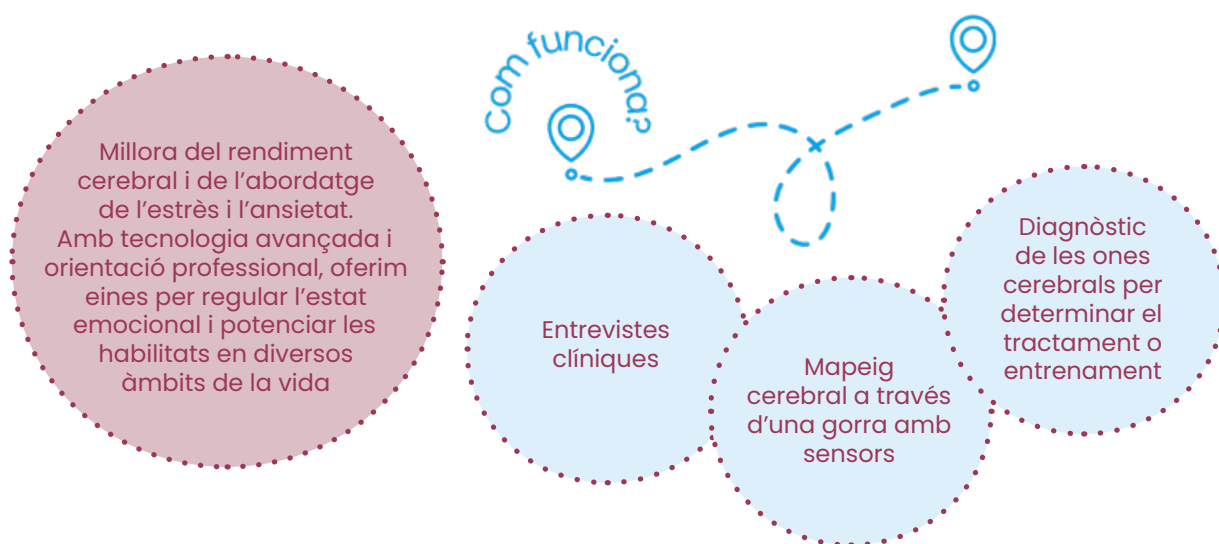 Millora del rendiment
cerebral i de l’abordatge
de l’estrès i l’ansietat.
Amb tecnologia avançada i
orientació professional, oferim
eines per regular l’estat
emocional i potenciar les
habilitats en diversos
àmbits de la vida
Com funciona?
Entrevistes
clíniques
Mapeig
cerebral a través
d’una gorra amb
sensors
Diagnòstic
de les ones
cerebrals per
determinar el
tractament o
entrenament